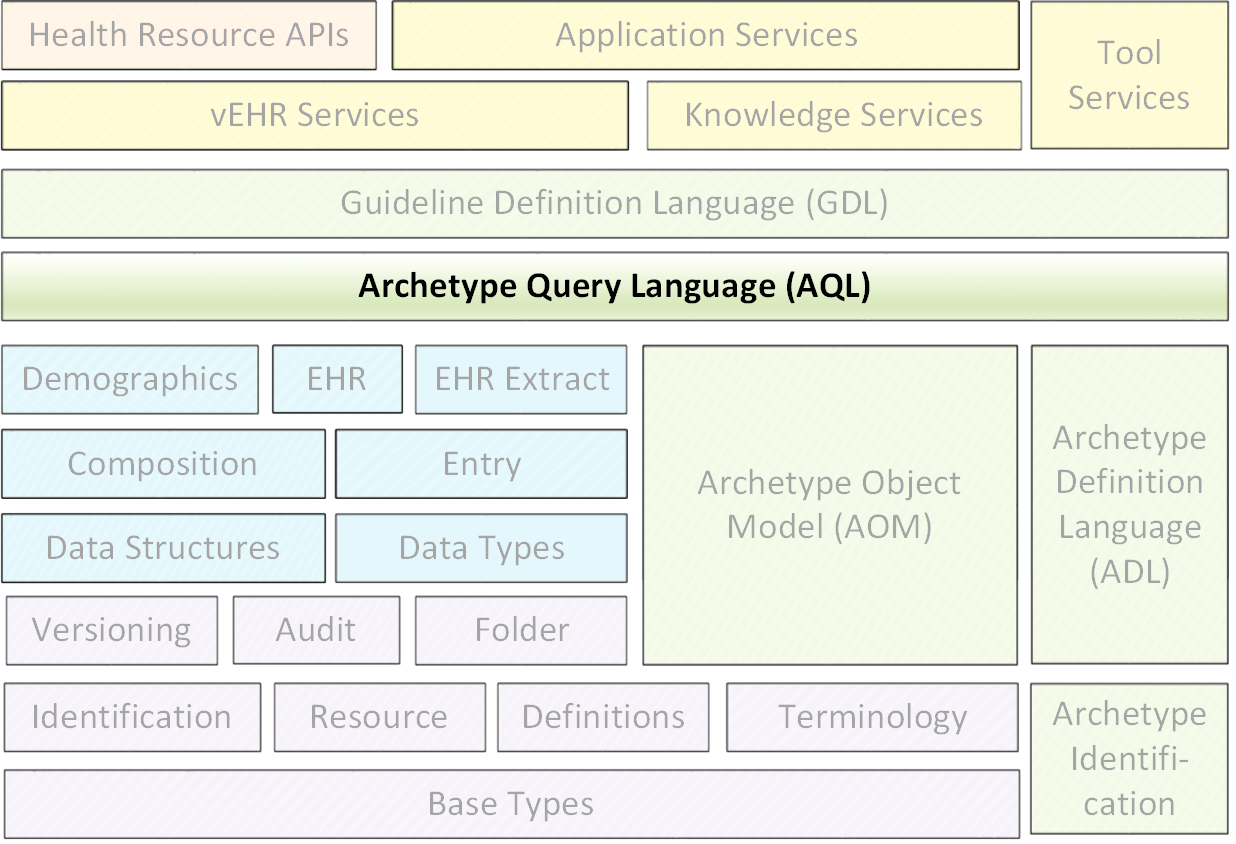 Health Resource APIs
Application Services
Tool
Services
vEHR Services
Knowledge Services
Guideline Definition Language (GDL)
Archetype Query Language (AQL)
Demographics
EHR
EHR Extract
Composition
Entry
Data Structures
Data Types
Versioning
Audit
Folder
Archetype Object
Model (AOM)
Archetype
Definition
Language
(ADL)
Identification
Resource
Definitions
Terminology
Archetype
Identifi-
cation
Base Types